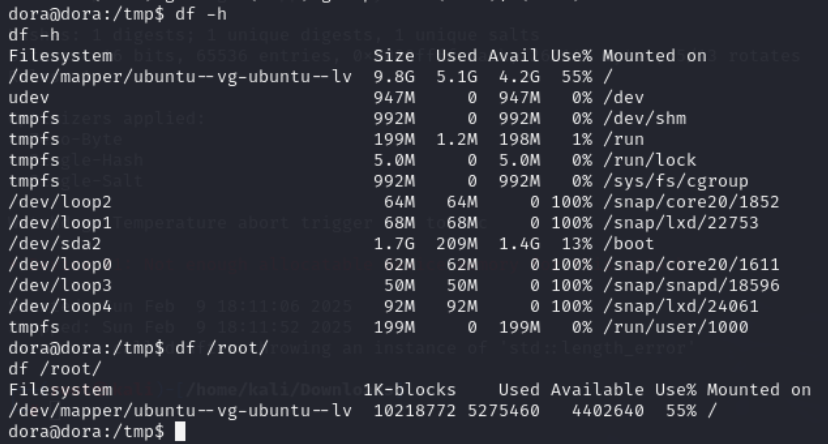 dora@dora:/tmp$ df -h
df -h
Filesystem                         Size  Used Avail Use% Mounted on
/dev/mapper/ubuntu--vg-ubuntu--lv  9.8G  5.1G  4.2G  55% /
udev                               947M     0  947M   0% /dev
tmpfs                              992M     0  992M   0% /dev/shm
tmpfs                              199M  1.2M  198M   1% /run
tmpfs                              5.0M     0  5.0M   0% /run/lock
tmpfs                              992M     0  992M   0% /sys/fs/cgroup
/dev/loop2                          64M   64M     0 100% /snap/core20/1852
/dev/loop1                          68M   68M     0 100% /snap/lxd/22753
/dev/sda2                          1.7G  209M  1.4G  13% /boot
/dev/loop0                          62M   62M     0 100% /snap/core20/1611
/dev/loop3                          50M   50M     0 100% /snap/snapd/18596
/dev/loop4                          92M   92M     0 100% /snap/lxd/24061
tmpfs                              199M     0  199M   0% /run/user/1000
dora@dora:/tmp$ df /root/
df /root/
Filesystem                        1K-blocks    Used Available Use% Mounted on
/dev/mapper/ubuntu--vg-ubuntu--lv  10218772 5275460   4402640  55% /
dora@dora:/tmp$